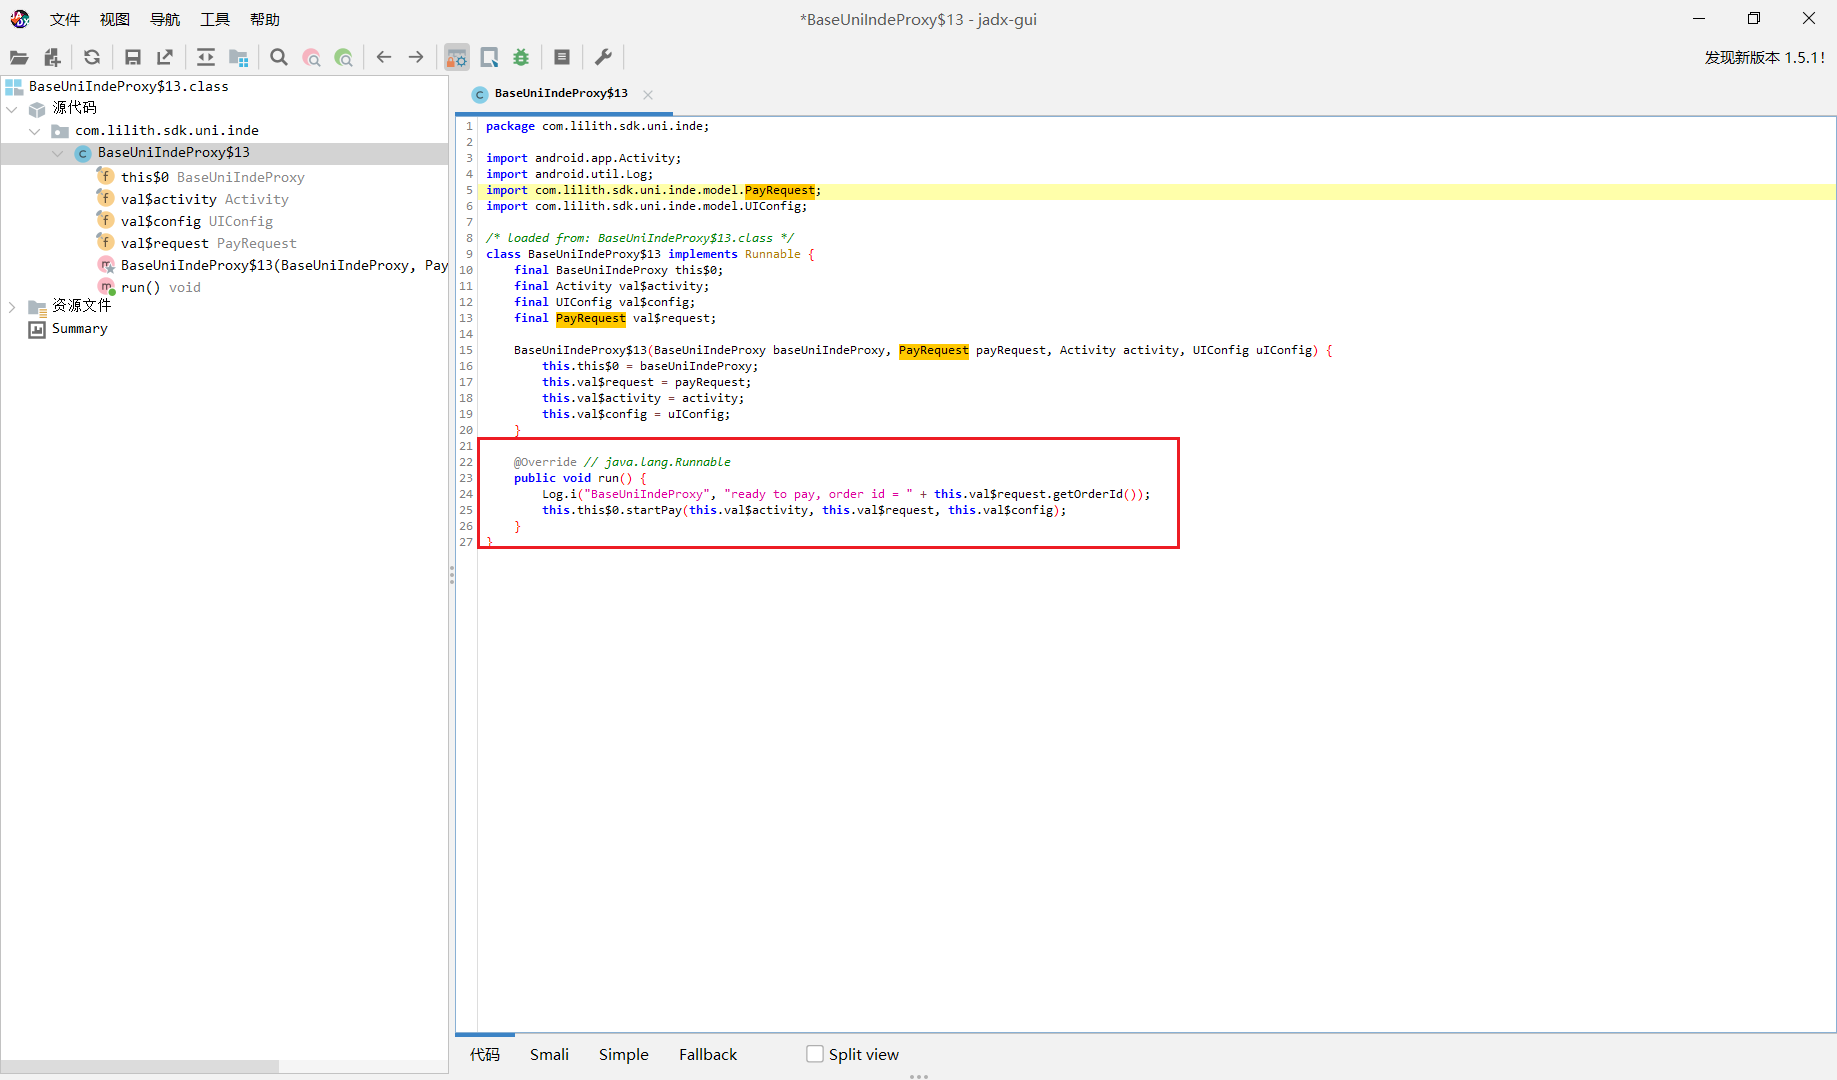 文件 视图 导航 工具 帮助
*BaseUniIndeProxy$13 - jadx-gui
发现新版本 1.5.1!
BaseUniIndeProxy$13.class
源代码
com.lilith.sdk.uni.inde
BaseUniIndeProxy$13
this$0 BaseUniIndeProxy
val$activity Activity
val$config UIConfig
val$request PayRequest
BaseUniIndeProxy$13(BaseUniIndeProxy, Pay
run() void
资源文件
Summary
BaseUniIndeProxy$13
1 package com.lilith.sdk.uni.inde;
2
3 import android.app.Activity;
4 import android.util.Log;
5 import com.lilith.sdk.uni.inde.model.PayRequest;
6 import com.lilith.sdk.uni.inde.model.UIConfig;
7
8 /* loaded from: BaseUniIndeProxy$13.class */
9 class BaseUniIndeProxy$13 implements Runnable {
10 final BaseUniIndeProxy this$0;
11 final Activity val$activity;
12 final UIConfig val$config;
13 final PayRequest val$request;
14
15 BaseUniIndeProxy$13(BaseUniIndeProxy baseUniIndeProxy, PayRequest payRequest, Activity activity, UIConfig uIConfig) {
16 this.this$0 = baseUniIndeProxy;
17 this.val$request = payRequest;
18 this.val$activity = activity;
19 this.val$config = uIConfig;
20 }
21
22 @Override // java.lang.Runnable
23 public void run() {
24 Log.i("BaseUniIndeProxy", "ready to pay, order id = " + this.val$request.getOrderId());
25 this.this$0.startPay(this.val$activity, this.val$request, this.val$config);
26 }
27 }
代码 Smali Simple Fallback Split view